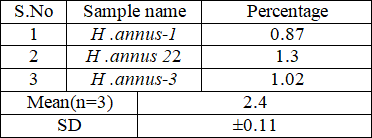 S.No Sample name Percentage
1 H .annus-1 0.87
2 H .annus 22 1.3
3 H .annus-3 1.02
Mean(n=3) 2.4
SD ±0.11